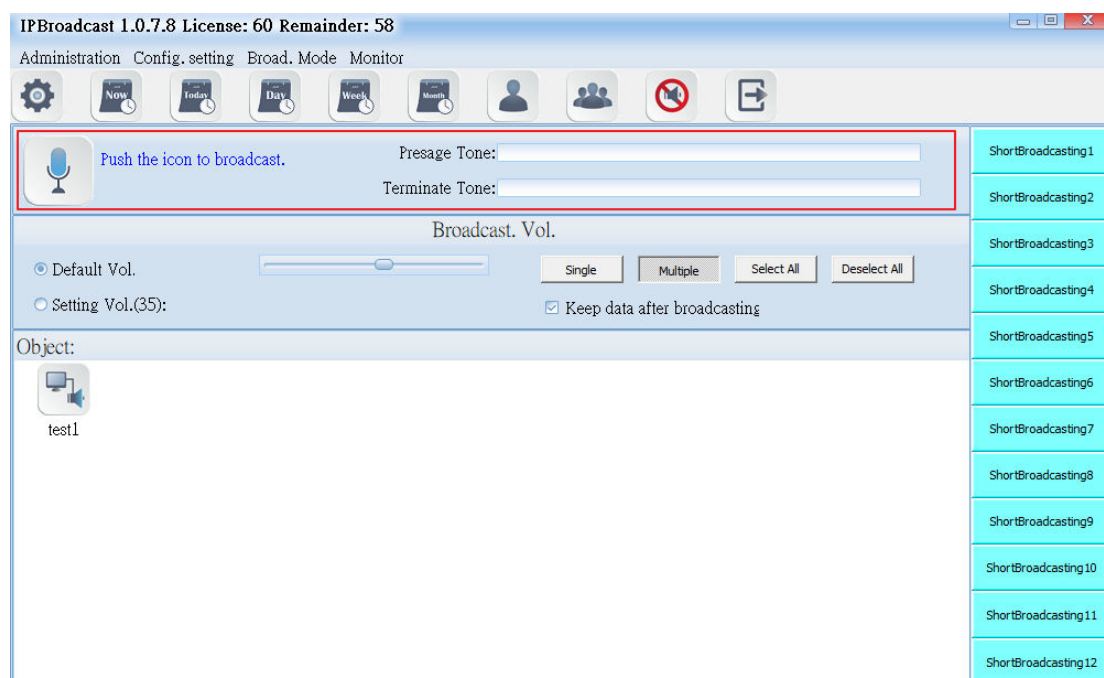 IPBroadcast 1.0.7.8 License: 60 Remainder: 58
Administration Config. setting Broad. Mode Monitor
Now Today Day Week Month
Push the icon to broadcast.
Presage Tone:
Terminate Tone:
Broadcast. Vol.
Default Vol.
Single Multiple Select All Deselect All
Setting Vol.(35):
Keep data after broadcasting
Object:
test1
ShortBroadcasting1
ShortBroadcasting2
ShortBroadcasting3
ShortBroadcasting4
ShortBroadcasting5
ShortBroadcasting6
ShortBroadcasting7
ShortBroadcasting8
ShortBroadcasting9
ShortBroadcasting10
ShortBroadcasting11
ShortBroadcasting12